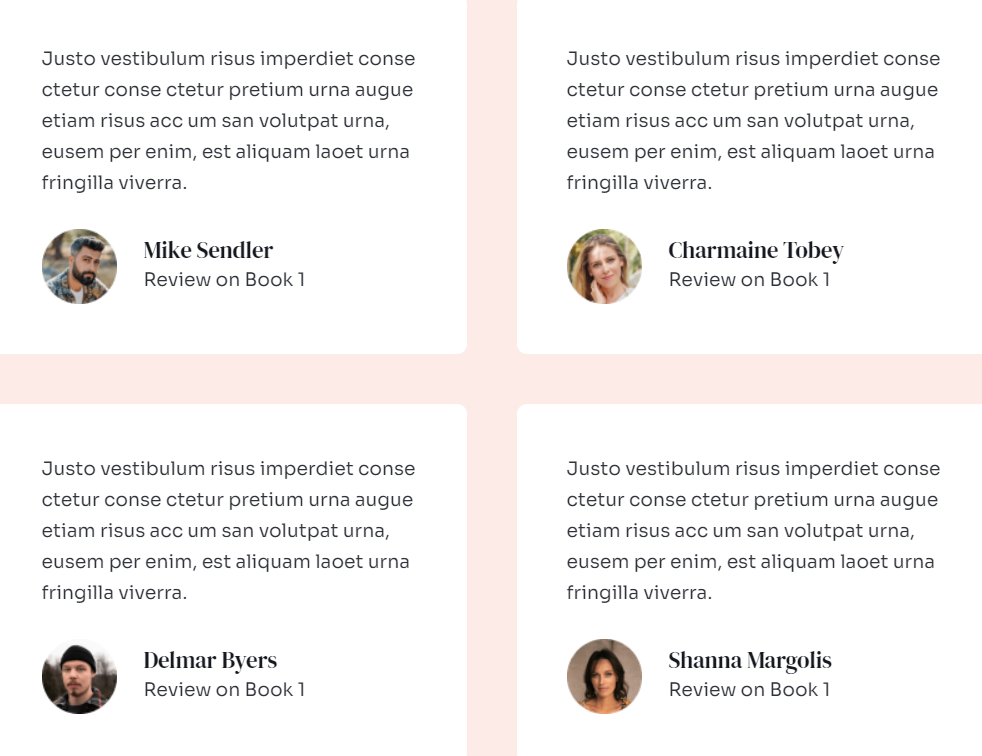 Justo vestibulum risus imperdiet conse
ctetur conse ctetur pretium urna augue
etiam risus acc um san volutpat urna,
eusem per enim, est aliquam laoet urna
fringilla viverra.
Mike Sendler
Review on Book 1
Justo vestibulum risus imperdiet conse
ctetur conse ctetur pretium urna augue
etiam risus acc um san volutpat urna,
eusem per enim, est aliquam laoet urna
fringilla viverra.
Charmaine Tobey
Review on Book 1
Justo vestibulum risus imperdiet conse
ctetur conse ctetur pretium urna augue
etiam risus acc um san volutpat urna,
eusem per enim, est aliquam laoet urna
fringilla viverra.
Delmar Byers
Review on Book 1
Justo vestibulum risus imperdiet conse
ctetur conse ctetur pretium urna augue
etiam risus acc um san volutpat urna,
eusem per enim, est aliquam laoet urna
fringilla viverra.
Shanna Margolis
Review on Book 1